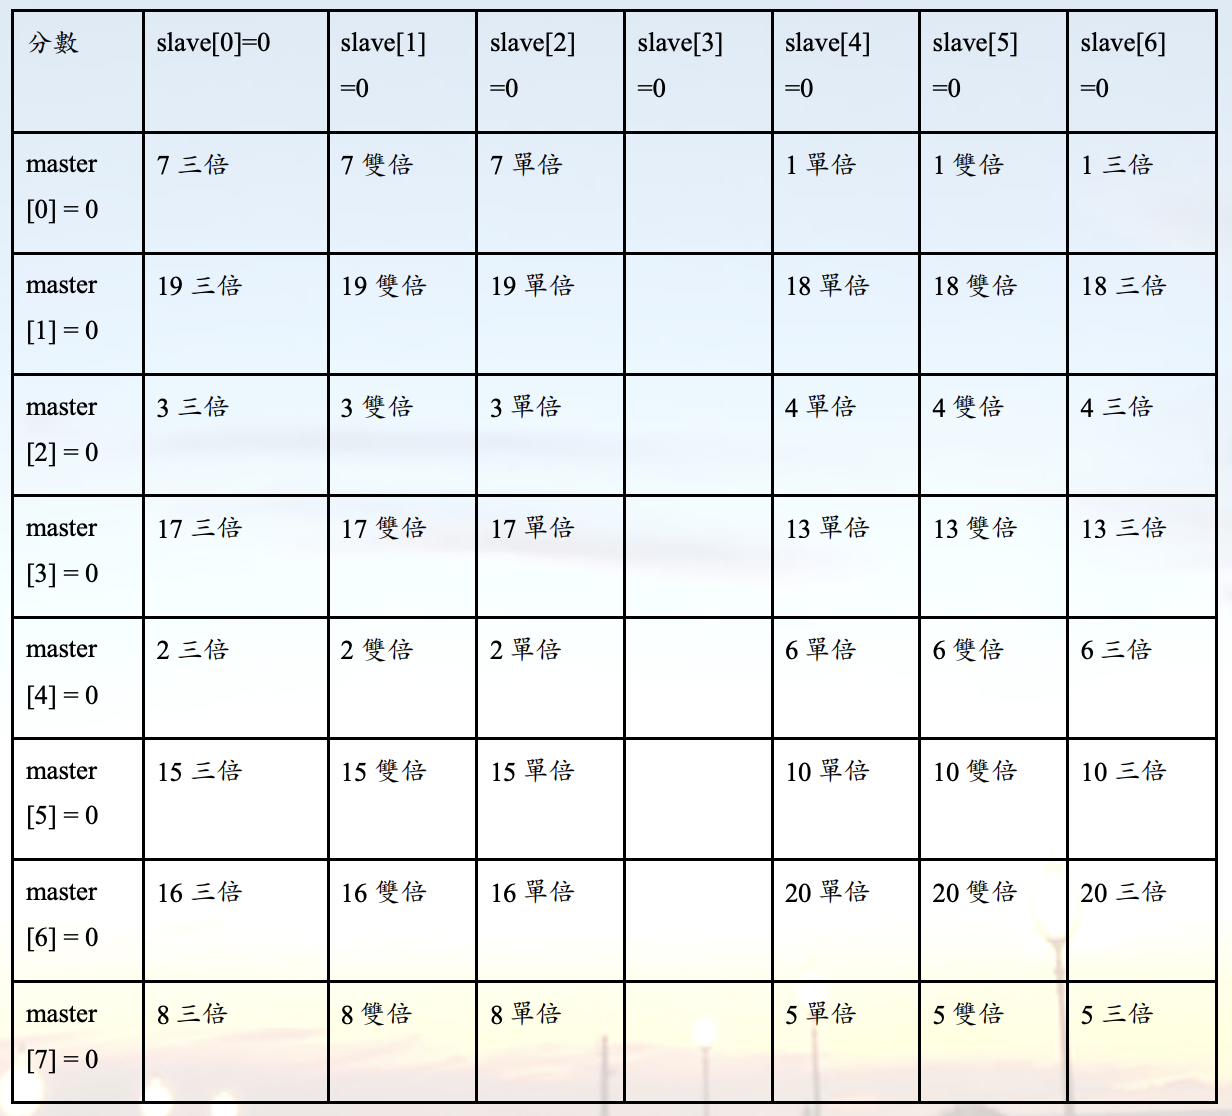 分數 slave[0]=0 slave[1] slave[2] slave[3] slave[4] slave[5] slave[6]
=0 =0 =0 =0 =0 =0
master 7 三倍 7 雙倍 7 單倍 1 單倍 1 雙倍 1 三倍
[0] = 0
master 19 三倍 19 雙倍 19 單倍 18 單倍 18 雙倍 18 三倍
[1] = 0
master 3 三倍 3 雙倍 3 單倍 4 單倍 4 雙倍 4 三倍
[2] = 0
master 17 三倍 17 雙倍 17 單倍 13 單倍 13 雙倍 13 三倍
[3] = 0
master 2 三倍 2 雙倍 2 單倍 6 單倍 6 雙倍 6 三倍
[4] = 0
master 15 三倍 15 雙倍 15 單倍 10 單倍 10 雙倍 10 三倍
[5] = 0
master 16 三倍 16 雙倍 16 單倍 20 單倍 20 雙倍 20 三倍
[6] = 0
master 8 三倍 8 雙倍 8 單倍 5 單倍 5 雙倍 5 三倍
[7] = 0